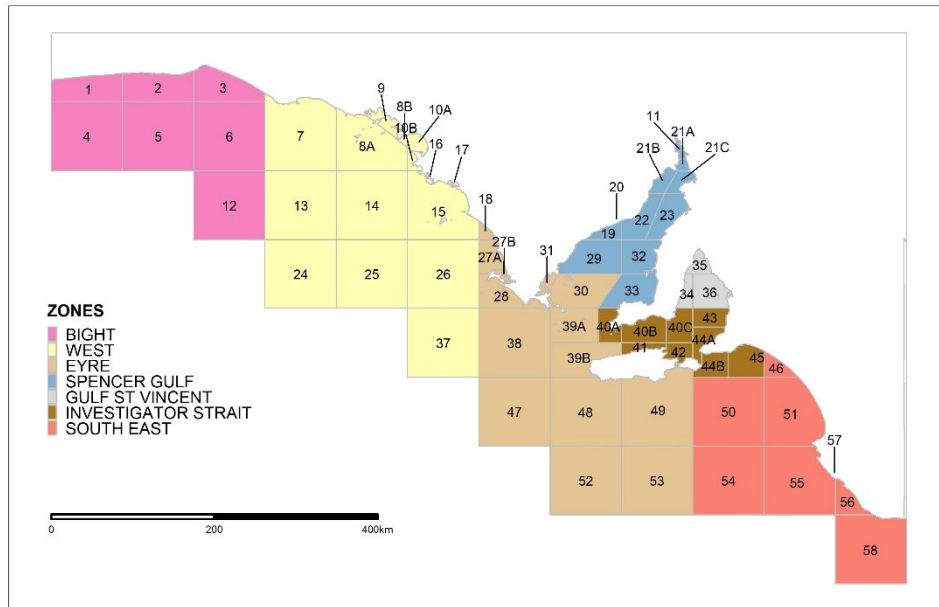 9
8B
10A
1
2
3
10B
11
21A
4
5
6
7
8A
16
17
21B
21C
12
13
14
15
18
20
22
23
19
27B
31
27A
29
32
35
24
25
26
28
30
33
34
36
37
38
39A
40A
40B
40C
43
41
42
44A
39B
44B
45
46
47
48
49
50
51
57
52
53
54
55
56
58
ZONES
BIGHT
WEST
EYRE
SPENCER GULF
GULF ST VINCENT
INVESTIGATOR STRAIT
SOUTH EAST
0
200
400km